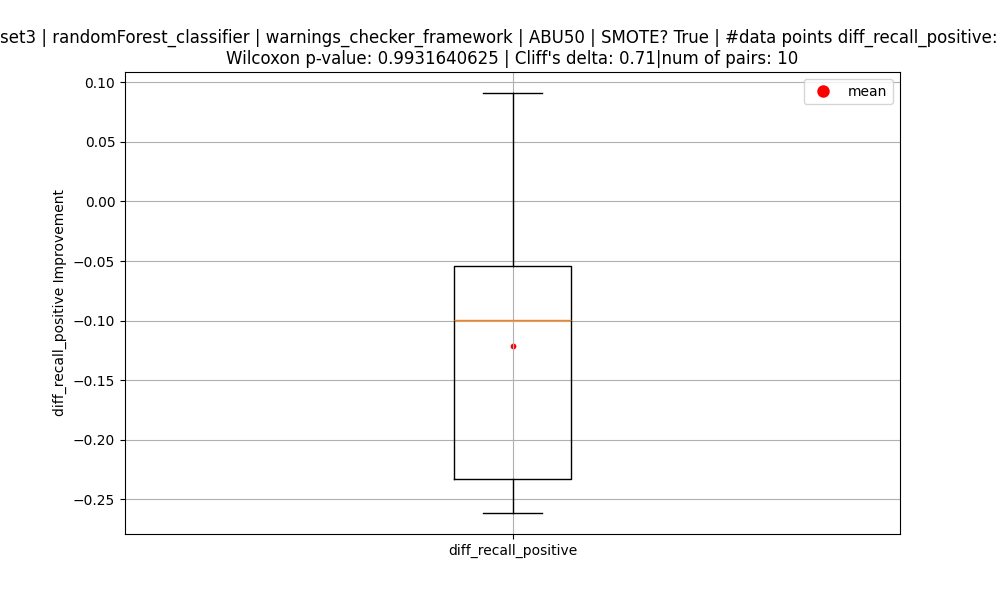 set3 | randomForest_classifier | warnings_checker_framework | ABU50 | SMOTE? True | #data points diff_recall_positive:
Wilcoxon p-value: 0.9931640625 | Cliff's delta: 0.71|num of pairs: 10
mean
0.10
0.05
0.00
−0.05
−0.10
−0.15
−0.20
−0.25
diff_recall_positive Improvement
diff_recall_positive